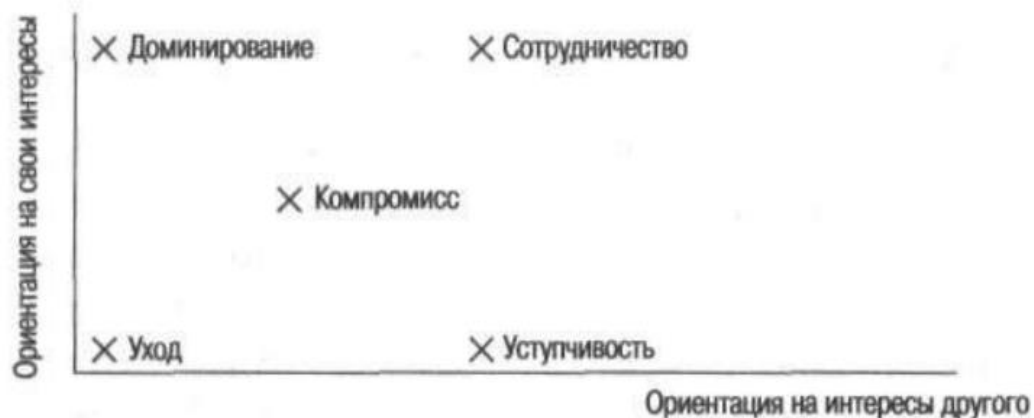 Ориентация на свои интересы
Доминирование
Сотрудничество
Компромисс
Уход
Уступчивость
Ориентация на интересы другого